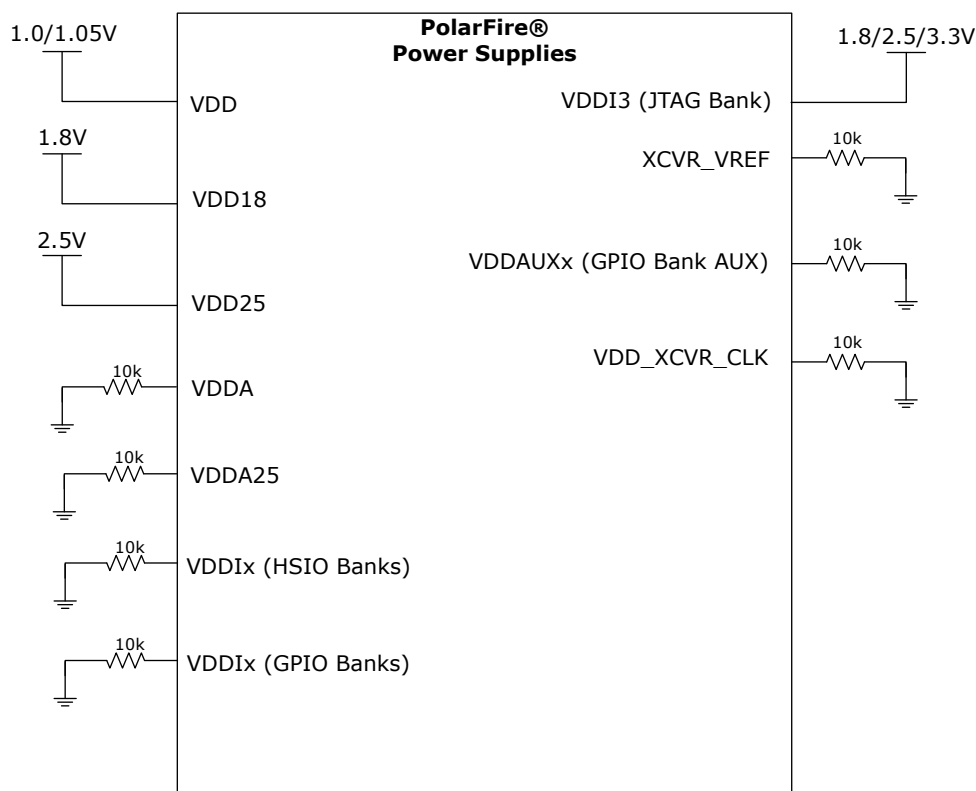 PolarFire®
Power Supplies
1.0/1.05V
VDD
1.8V
VDD18
2.5V
VDD25
10k
VDDA
10k
VDDA25
10k
VDDIx (HSIO Banks)
10k
VDDIx (GPIO Banks)
1.8/2.5/3.3V
VDDI3 (JTAG Bank)
10k
XCVR_VREF
10k
VDDAUXx (GPIO Bank AUX)
10k
VDD_XCVR_CLK